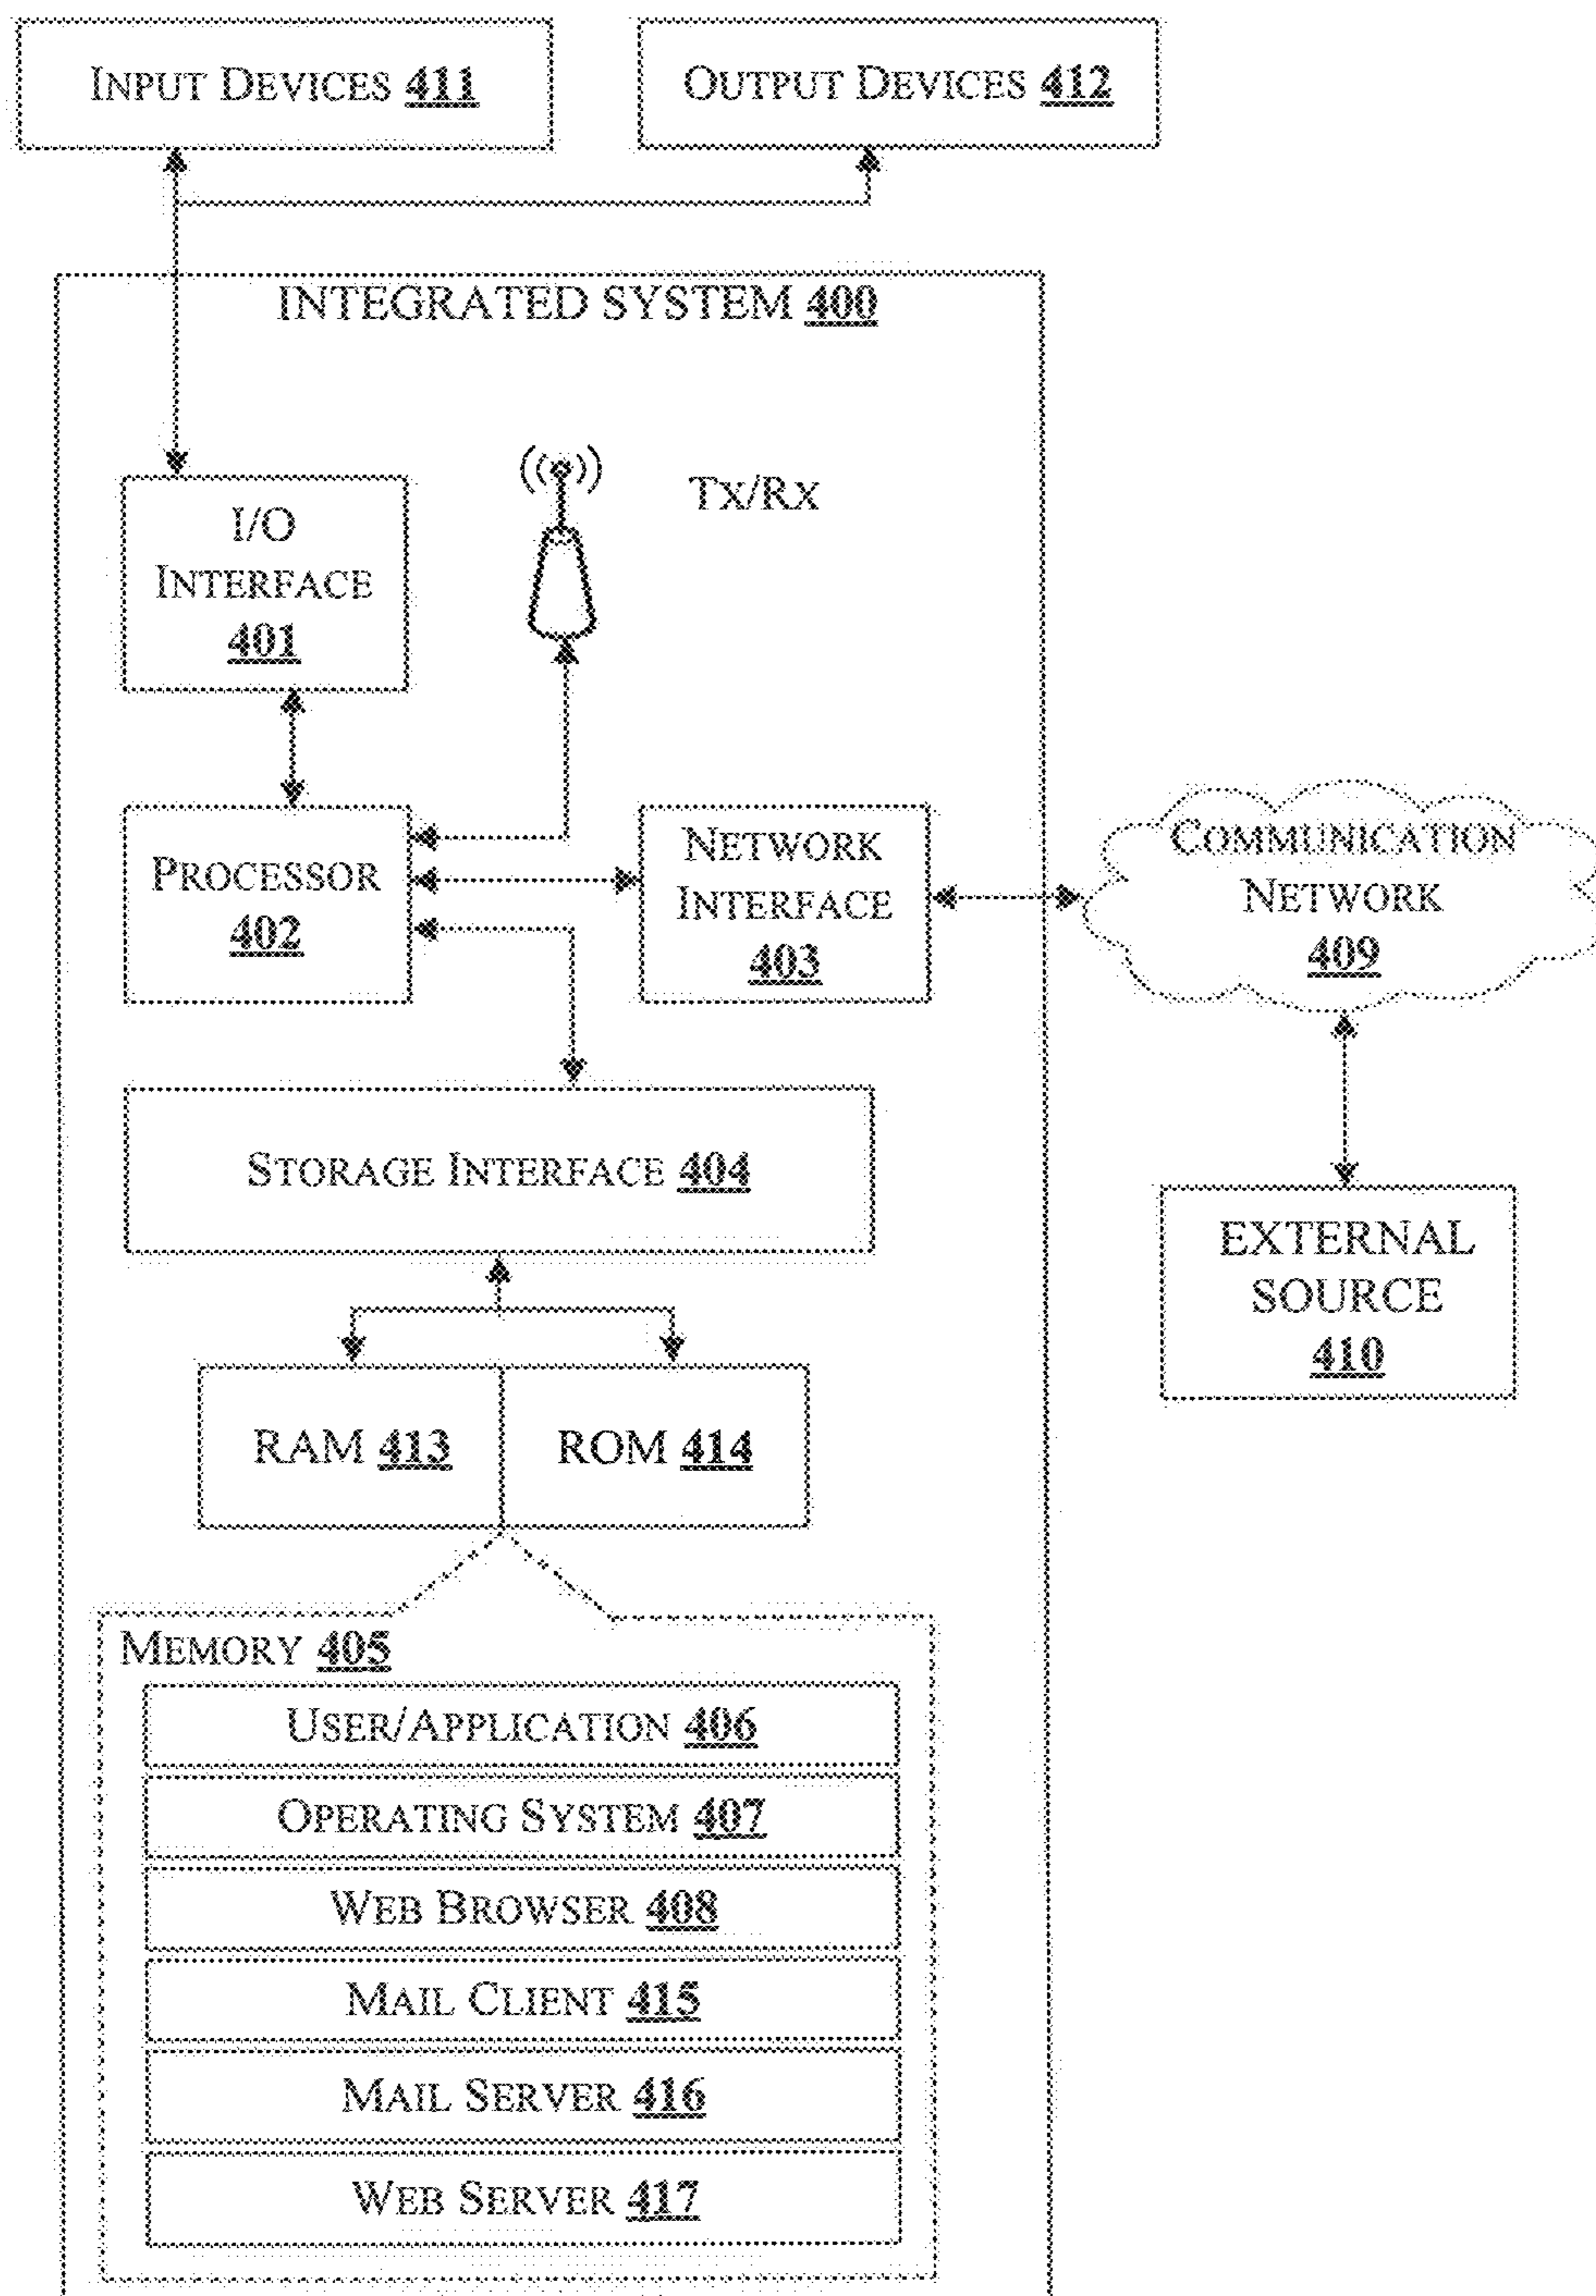 INPUT DEVICES 411
OUTPUT DEVICES 412
INTEGRATED SYSTEM 400
I/O
INTERFACE
401
TX/RX
PROCESSOR
402
NETWORK
INTERFACE
403
COMMUNICATION
NETWORK
409
STORAGE INTERFACE 404
EXTERNAL
SOURCE
410
RAM 413
ROM 414
MEMORY 405
USER/APPLICATION 406
OPERATING SYSTEM 407
WEB BROWSER 408
MAIL CLIENT 415
MAIL SERVER 416
WEB SERVER 417